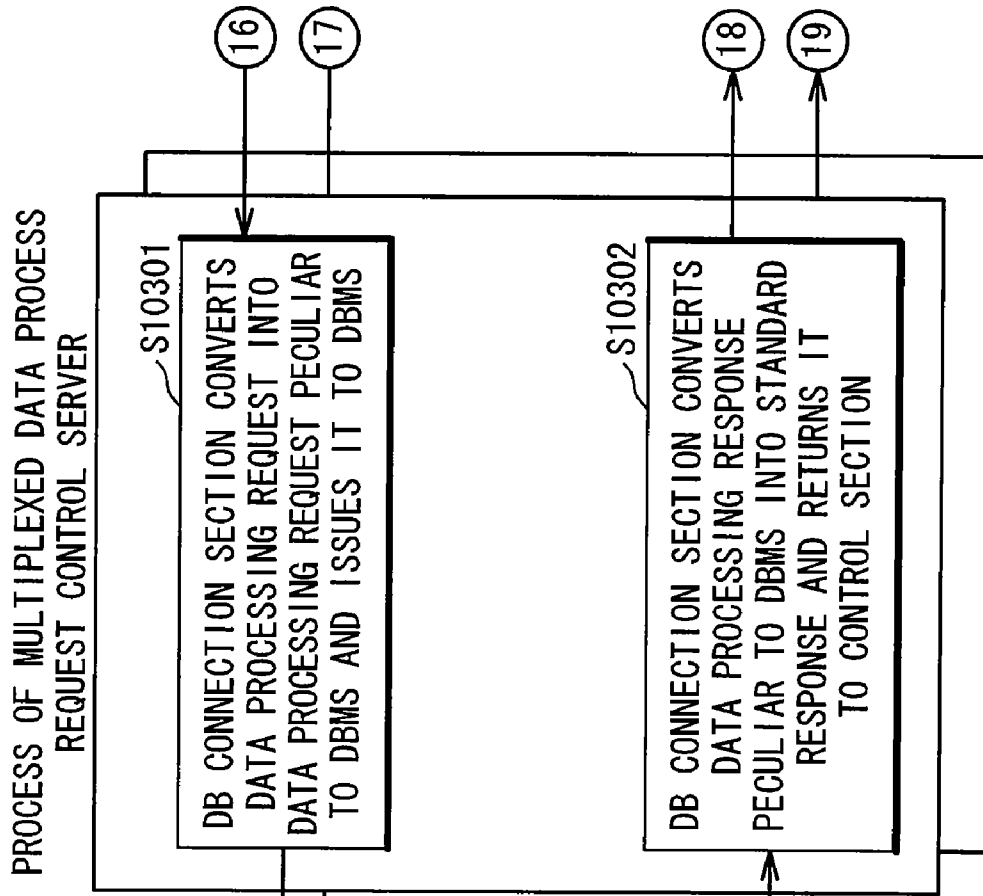 PROCESS OF MULTIPLEXED DATA PROCESS
REQUEST CONTROL SERVER
S10301
DB CONNECTION SECTION CONVERTS
DATA PROCESSING REQUEST INTO
DATA PROCESSING REQUEST PECULIAR
TO DBMS AND ISSUES IT TO DBMS
16
17
S10302
DB CONNECTION SECTION CONVERTS
DATA PROCESSING RESPONSE
PECULIAR TO DBMS INTO STANDARD
RESPONSE AND RETURNS IT
TO CONTROL SECTION
18
19